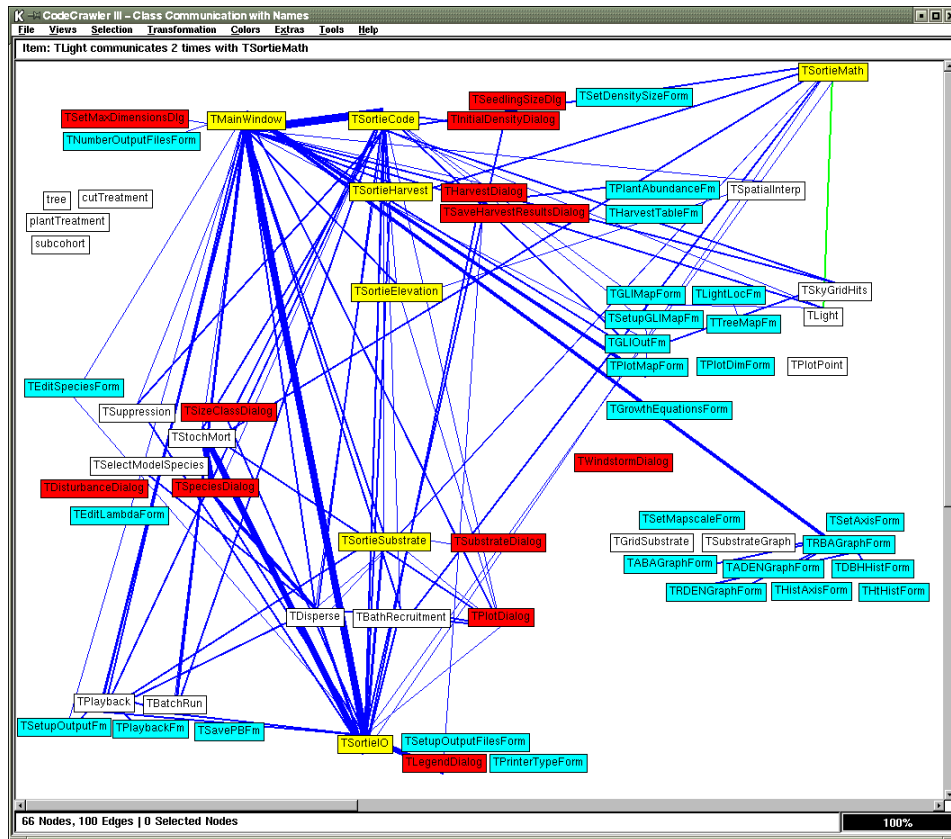 CodeCrawler III – Class Communication with Names
File Views Selection Transformation Colors Extras Tools Help
Item: TLight communicates 2 times with TSortieMath
TSortieMath
TSeedlingSizeDlg
TSetDensitySizeForm
TSetMaxDimensionsDlg
TMainWindow
TSortieCode
TInitialDensityDialog
TNumberOutputFilesForm
tree
cutTreatment
TSortieHarvest
THarvestDialog
TPlantAbundanceFm
TSpatialInterp
plantTreatment
TSaveHarvestResultsDialog
THarvestTableFm
subcohort
TSortieElevation
TGLIMapForm
TLightLocFm
TSkyGridHits
TSetupGLIMapFm
TTreeMapFm
TLight
TGLIOutFm
TPlotMapForm
TPlotDimForm
TPlotPoint
TEditSpeciesForm
TSuppression
TSizeClassDialog
TGrowthEquationsForm
TStochMort
TSelectModelSpecies
TWindstormDialog
TDisturbanceDialog
TSpeciesDialog
TEditLambdaForm
TSetMapscaleForm
TSetAxisForm
TSortieSubstrate
TSubstrateDialog
TGridSubstrate
TSubstrateGraph
TRBAGraphForm
TABAGraphForm
TADENGraphForm
TDBHHistForm
TRDENGraphForm
THistAxisForm
THtHistForm
TDisperse
TBathRecruitment
TPlotDialog
TPlayback
TBatchRun
TSetupOutputFm
TPlaybackFm
TSavePBFm
TSortieIO
TSetupOutputFilesForm
TLegendDialog
TPrinterTypeForm
66 Nodes, 100 Edges | 0 Selected Nodes
100%